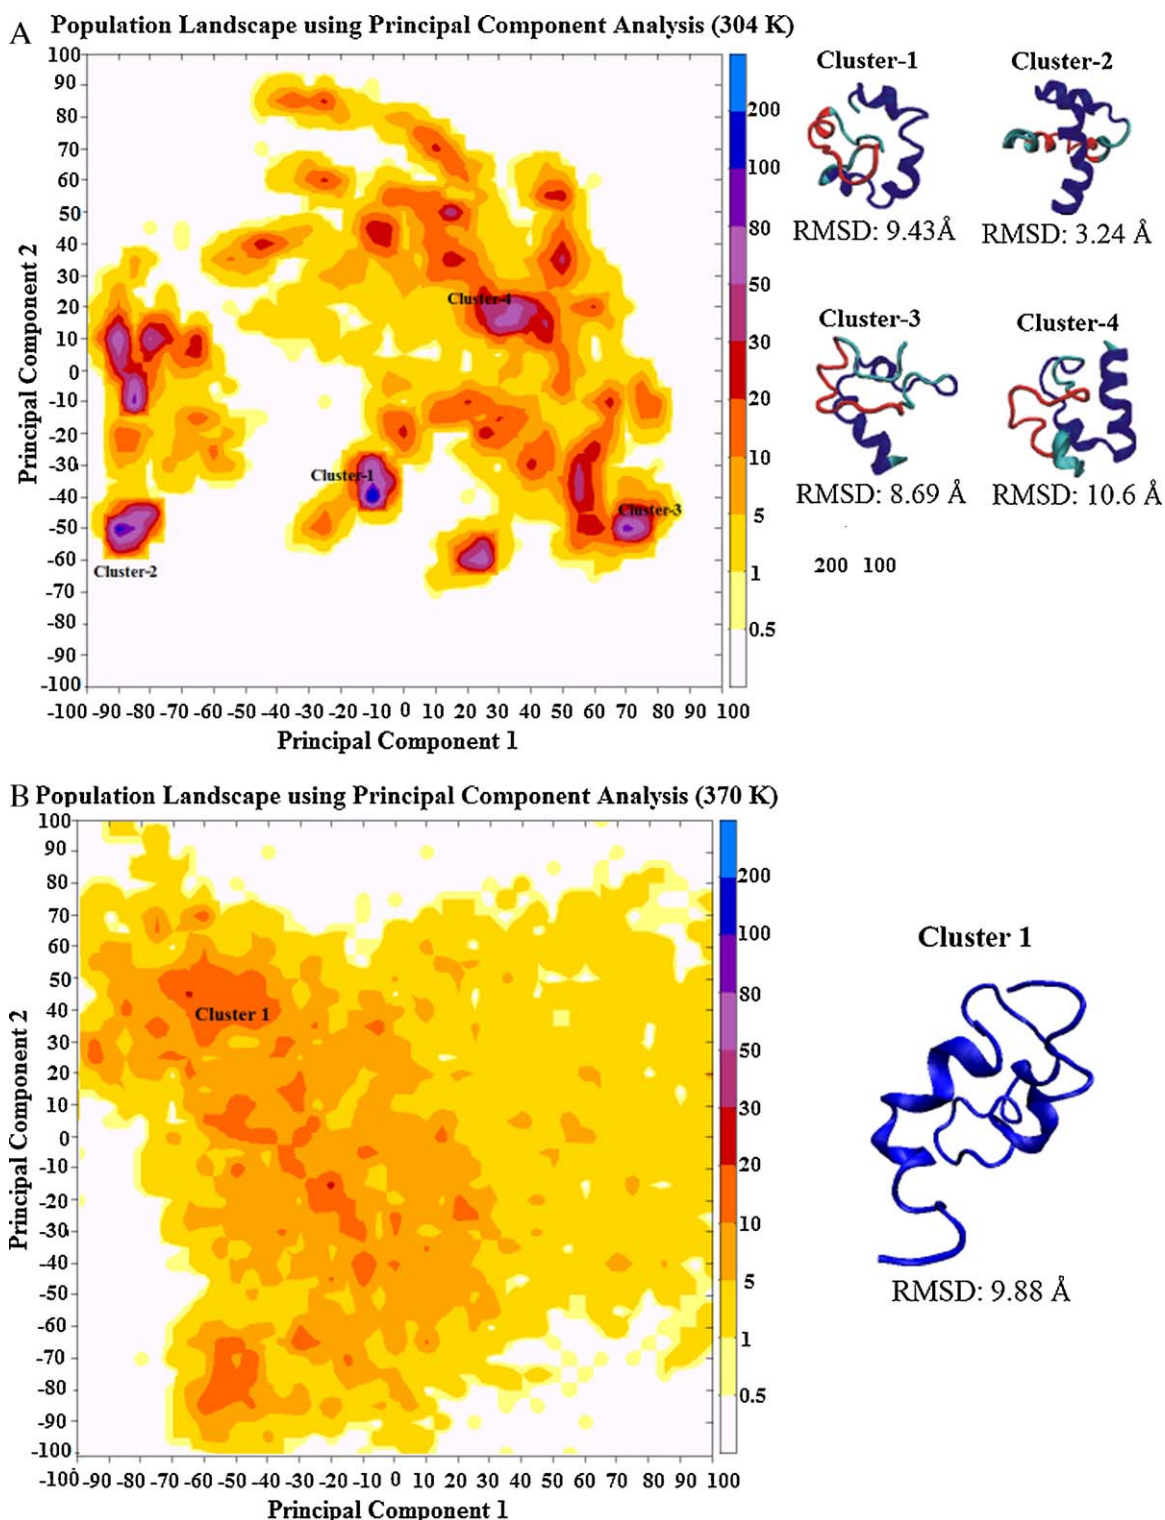 A Population Landscape using Principal Component Analysis (304 K)
100
90
80
70
60
50
40
30
20
10
0
-10
-20
-30
-40
-50
-60
-70
-80
-90
-100
Principal Component 2
-100 -90 -80 -70 -60 -50 -40 -30 -20 -10 0 10 20 30 40 50 60 70 80 90 100
Principal Component 1
Cluster-4
Cluster-1
Cluster-3
Cluster-2
200
100
80
50
30
20
10
5
1
0.5
Cluster-1
RMSD: 9.43Å
Cluster-2
RMSD: 3.24 Å
Cluster-3
RMSD: 8.69 Å
Cluster-4
RMSD: 10.6 Å
200 100
B Population Landscape using Principal Component Analysis (370 K)
100
90
80
70
60
50
40
30
20
10
0
-10
-20
-30
-40
-50
-60
-70
-80
-90
-100
Principal Component 2
-100 -90 -80 -70 -60 -50 -40 -30 -20 -10 0 10 20 30 40 50 60 70 80 90 100
Principal Component 1
Cluster 1
200
100
80
50
30
20
10
5
1
0.5
Cluster 1
RMSD: 9.88 Å